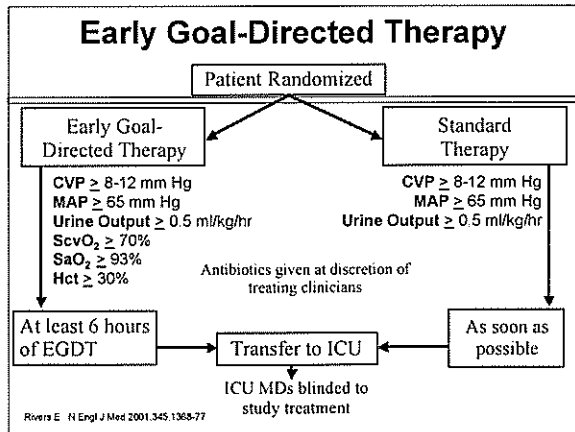 Early Goal-Directed Therapy
Patient Randomized
Early Goal-
Directed Therapy
CVP ≥ 8-12 mm Hg
MAP ≥ 65 mm Hg
Urine Output ≥ 0.5 ml/kg/hr
ScvO₂ ≥ 70%
SaO₂ ≥ 93%
Hct ≥ 30%
Standard
Therapy
CVP ≥ 8-12 mm Hg
MAP ≥ 65 mm Hg
Urine Output ≥ 0.5 ml/kg/hr
Antibiotics given at discretion of
treating clinicians
At least 6 hours
of EGDT
Transfer to ICU
As soon as
possible
ICU MDs blinded to
study treatment
Rivers E N Engl J Med 2001,345,1368-77